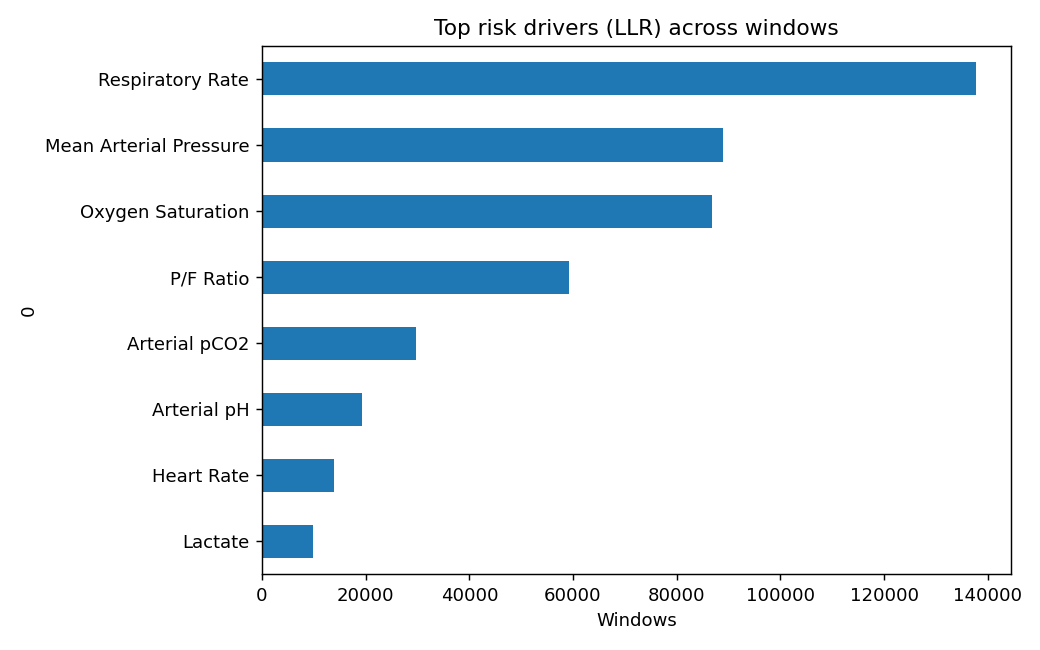 Top risk drivers (LLR) across windows
Respiratory Rate
Mean Arterial Pressure
Oxygen Saturation
P/F Ratio
0
Arterial pCO2
Arterial pH
Heart Rate
Lactate
0 20000 40000 60000 80000 100000 120000 140000
Windows